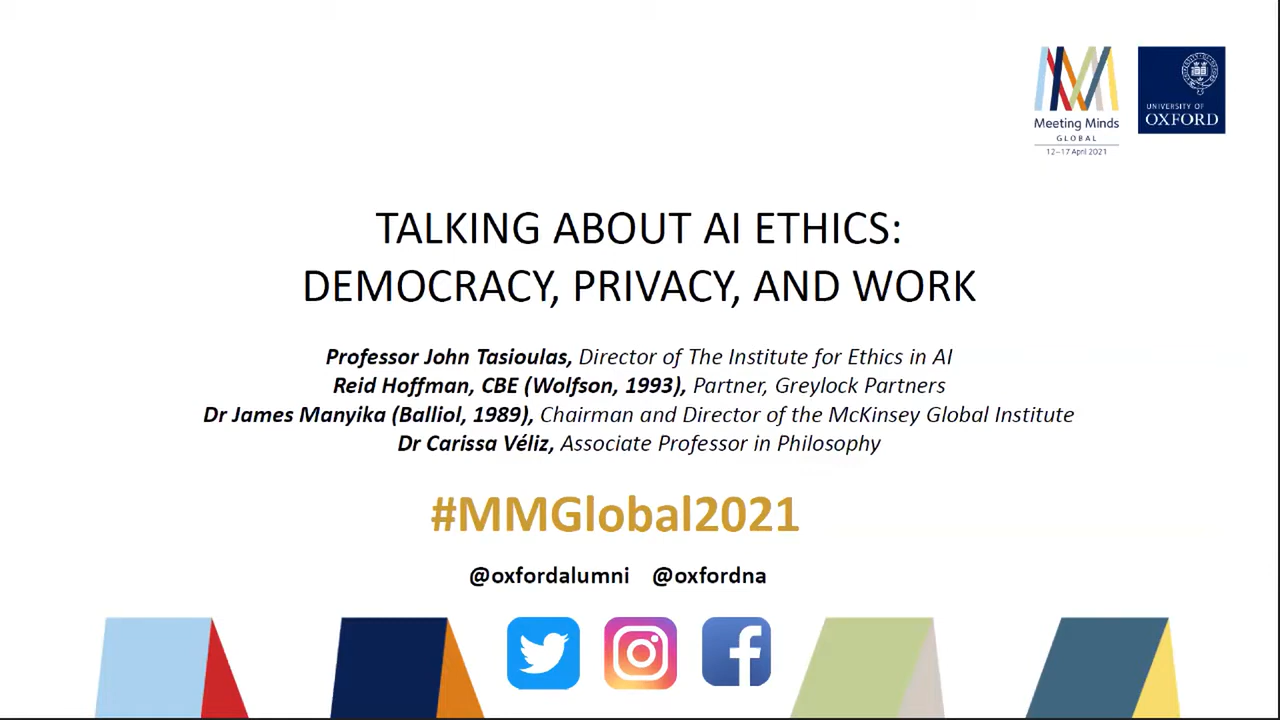 Meeting Minds
GLOBAL
12–17 April 2021
UNIVERSITY OF
OXFORD
TALKING ABOUT AI ETHICS:
DEMOCRACY, PRIVACY, AND WORK
Professor John Tasioulas, Director of The Institute for Ethics in AI
Reid Hoffman, CBE (Wolfson, 1993), Partner, Greylock Partners
Dr James Manyika (Balliol, 1989), Chairman and Director of the McKinsey Global Institute
Dr Carissa Véliz, Associate Professor in Philosophy
#MMGlobal2021
@oxfordalumni @oxfordna